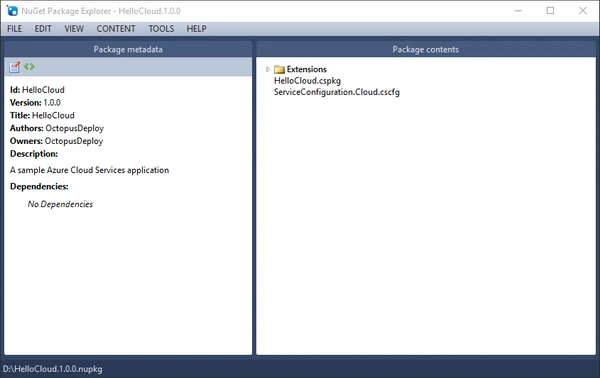 NuGet Package Explorer - HelloCloud.1.0.0
FILE EDIT VIEW CONTENT TOOLS HELP
Package metadata
Id: HelloCloud
Version: 1.0.0
Title: HelloCloud
Authors: OctopusDeploy
Owners: OctopusDeploy
Description:
A sample Azure Cloud Services application
Dependencies:
No Dependencies
Package contents
Extensions
HelloCloud.cspkg
ServiceConfiguration.Cloud.cscfg
D:\HelloCloud.1.0.0.nupkg